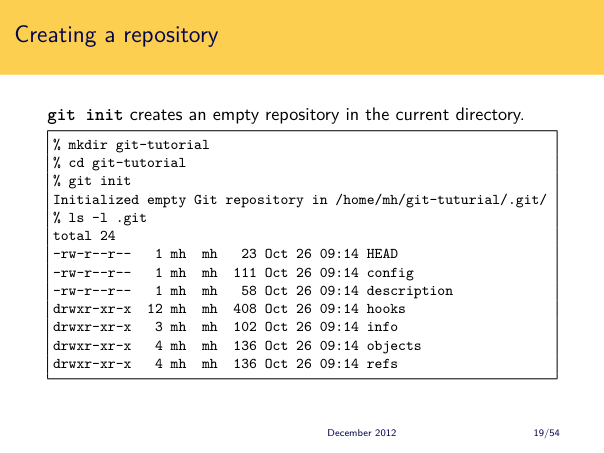 Creating a repository
git init creates an empty repository in the current directory.
% mkdir git-tutorial
% cd git-tutorial
% git init
Initialized empty Git repository in /home/mh/git-tuturial/.git/
% ls -l .git
total 24
-rw-r--r--   1 mh  mh   23 Oct 26 09:14 HEAD
-rw-r--r--   1 mh  mh  111 Oct 26 09:14 config
-rw-r--r--   1 mh  mh   58 Oct 26 09:14 description
drwxr-xr-x  12 mh  mh  408 Oct 26 09:14 hooks
drwxr-xr-x   3 mh  mh  102 Oct 26 09:14 info
drwxr-xr-x   4 mh  mh  136 Oct 26 09:14 objects
drwxr-xr-x   4 mh  mh  136 Oct 26 09:14 refs
December 2012 19/54